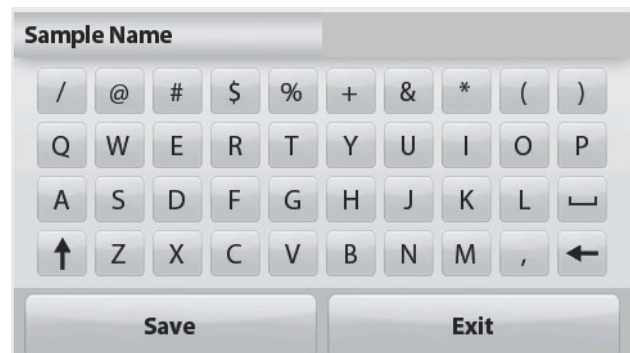 Sample Name
/ @ # $ % + & * ( )
Q W E R T Y U I O P
A S D F G H J K L
Z X C V B N M ,
Save Exit